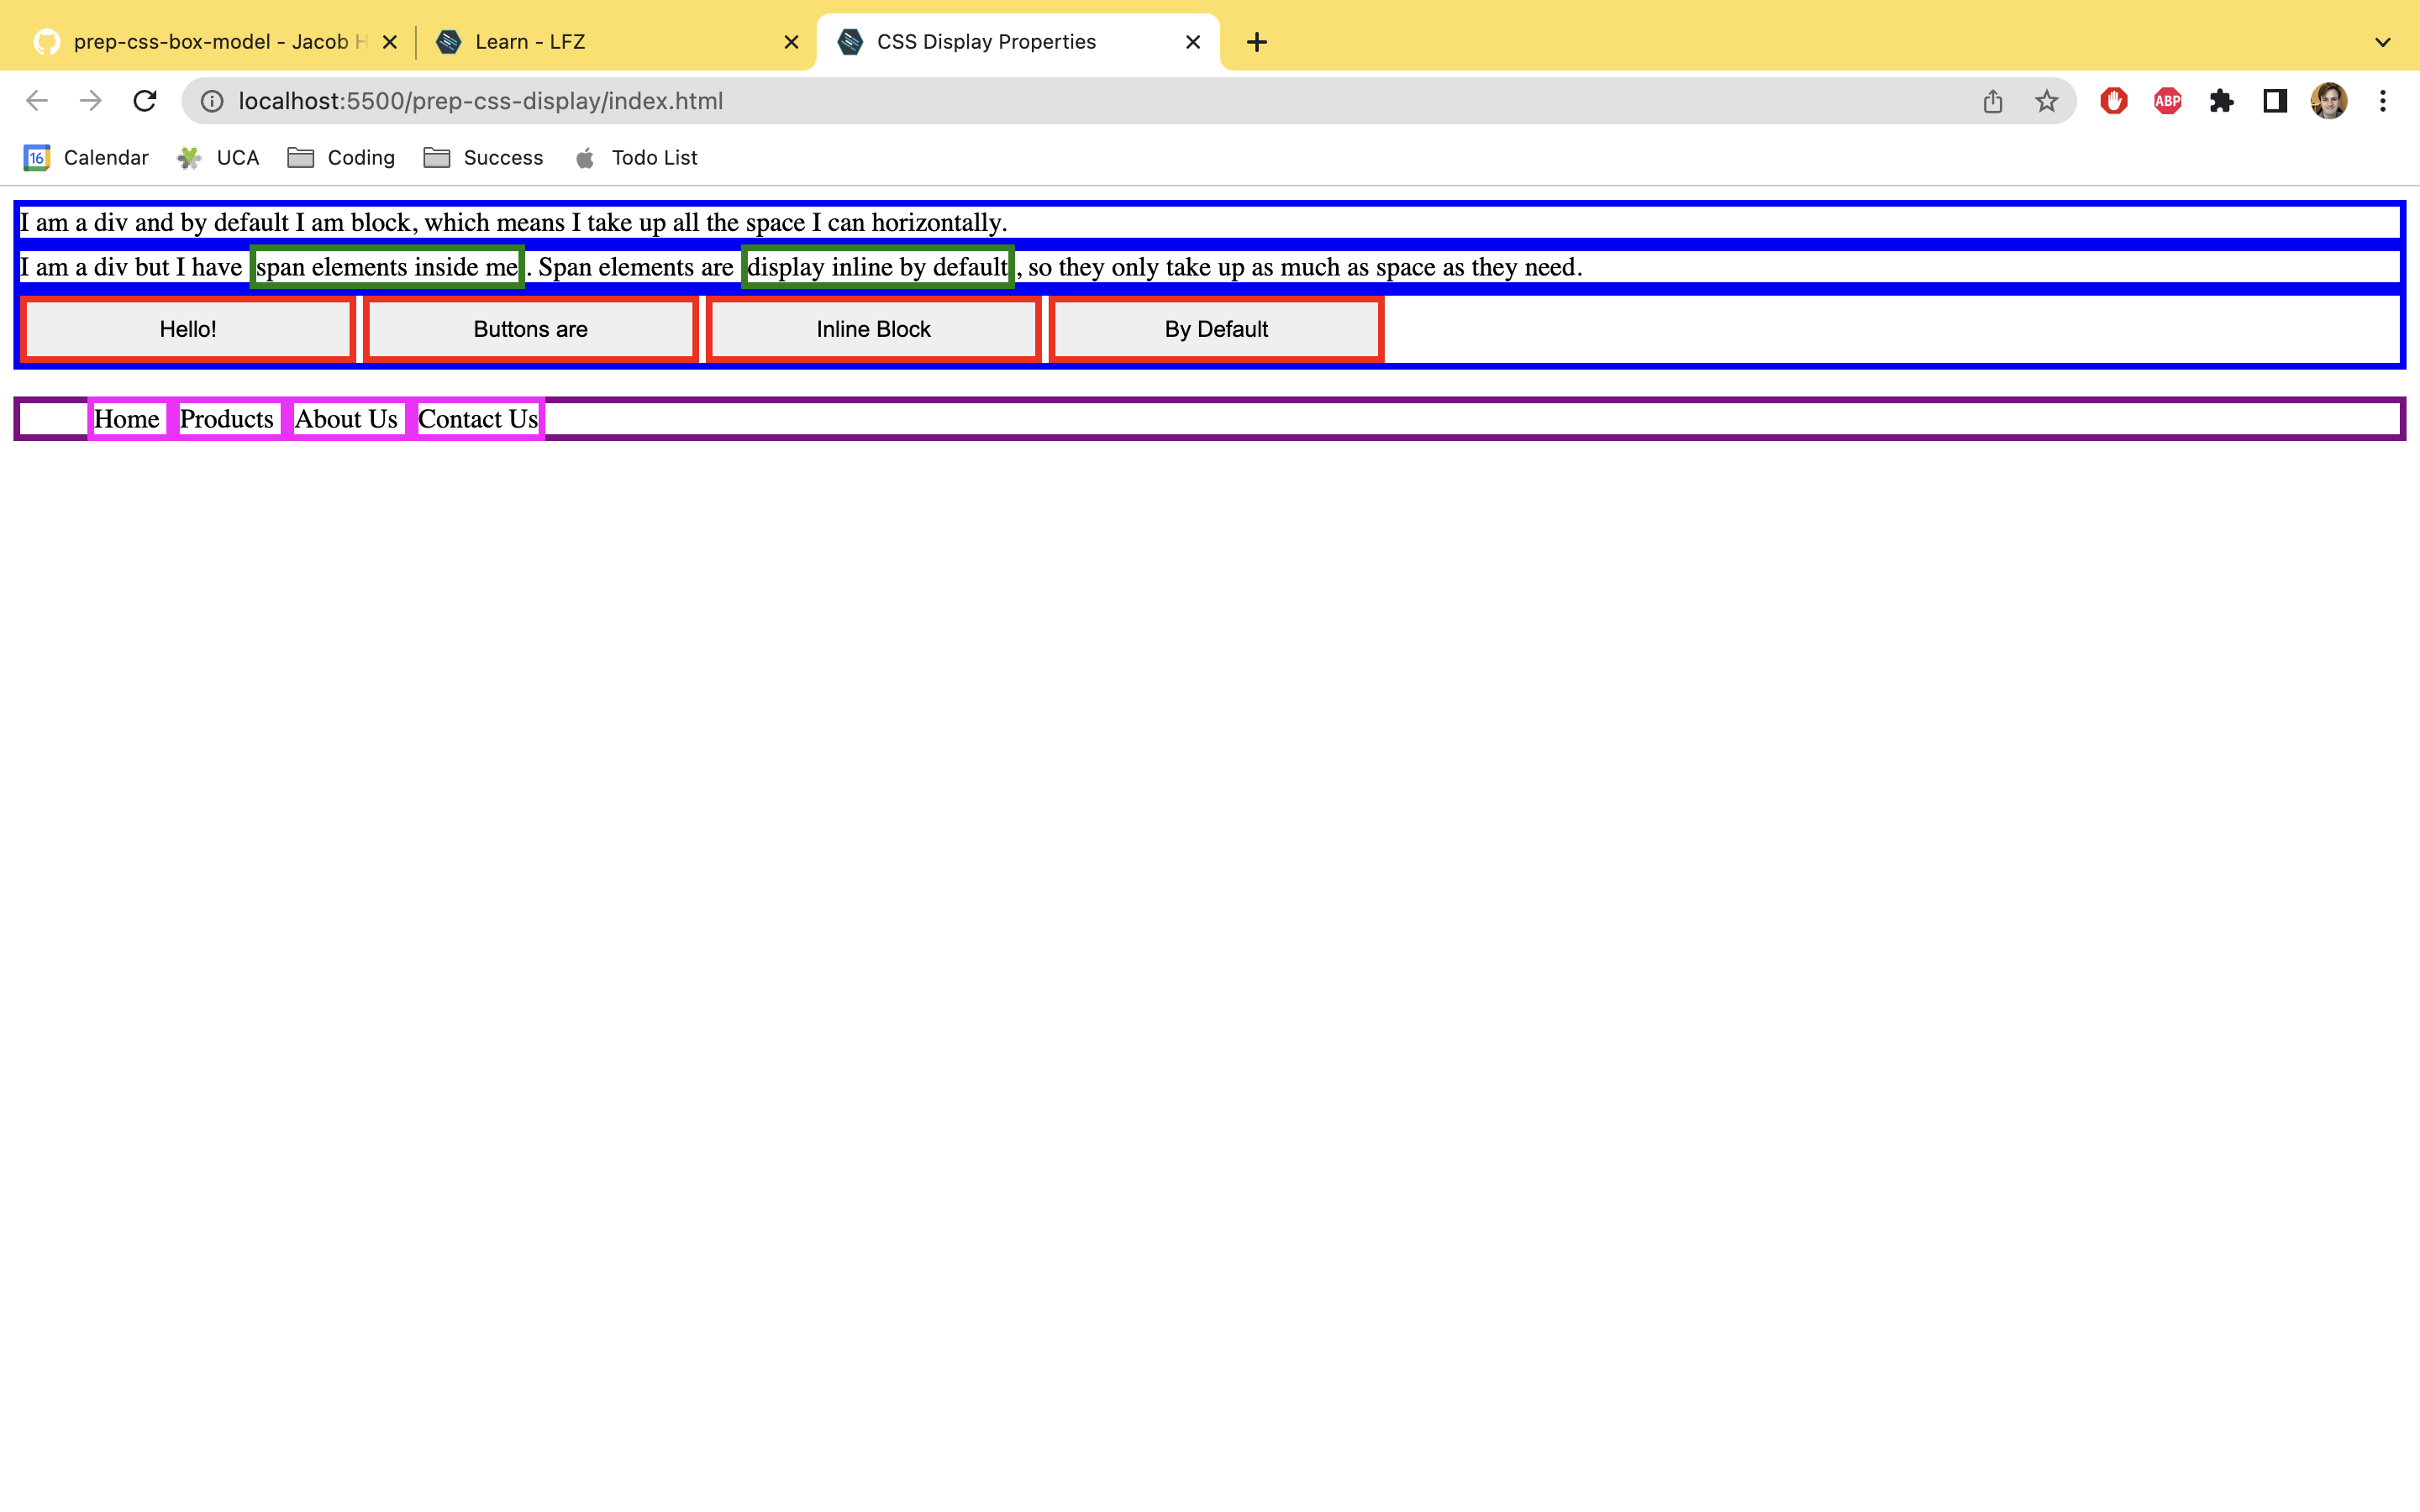 prep-css-box-model - Jacob H
Learn - LFZ
CSS Display Properties
localhost:5500/prep-css-display/index.html
ABP
16 Calendar UCA Coding Success Todo List
I am a div and by default I am block, which means I take up all the space I can horizontally.
I am a div but I have span elements inside me. Span elements are display inline by default, so they only take up as much as space as they need.
Hello! Buttons are Inline Block By Default
Home Products About Us Contact Us